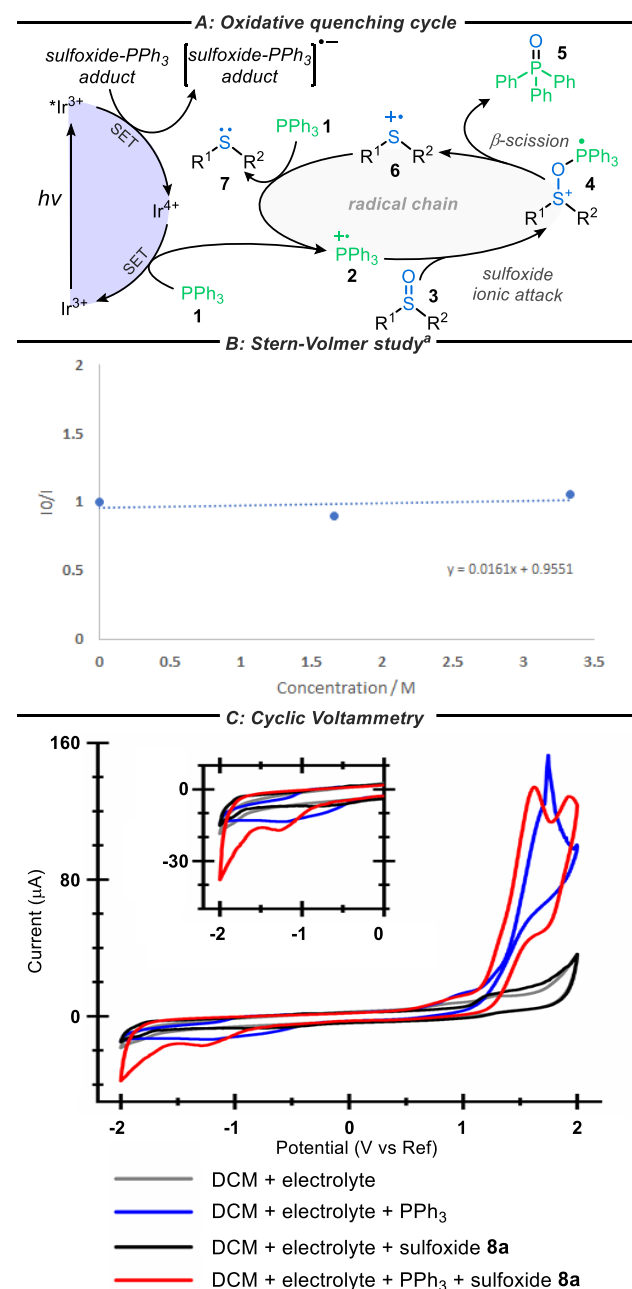 A: Oxidative quenching cycle
sulfoxide-PPh3 adduct
[sulfoxide-PPh3 adduct]•−
*Ir3+
SET
hν
Ir4+
SET
Ir3+
PPh3
1
PPh3 1
S
R1 R2
7
+•
S
R1 R2
6
radical chain
β-scission
O
P
Ph Ph
Ph
5
•
PPh3
O
4
S+
R1 R2
+•
PPh3
2
O
S
R1 R2
3
sulfoxide
ionic attack
B: Stern-Volmer studya
2
1.5
1
0.5
0
I0/I
y = 0.0161x + 0.9551
0 0.5 1 1.5 2 2.5 3 3.5
Concentration / M
C: Cyclic Voltammetry
160
80
0
Current (μA)
0
-30
-2 -1 0
-2 -1 0 1 2
Potential (V vs Ref)
DCM + electrolyte
DCM + electrolyte + PPh3
DCM + electrolyte + sulfoxide 8a
DCM + electrolyte + PPh3 + sulfoxide 8a